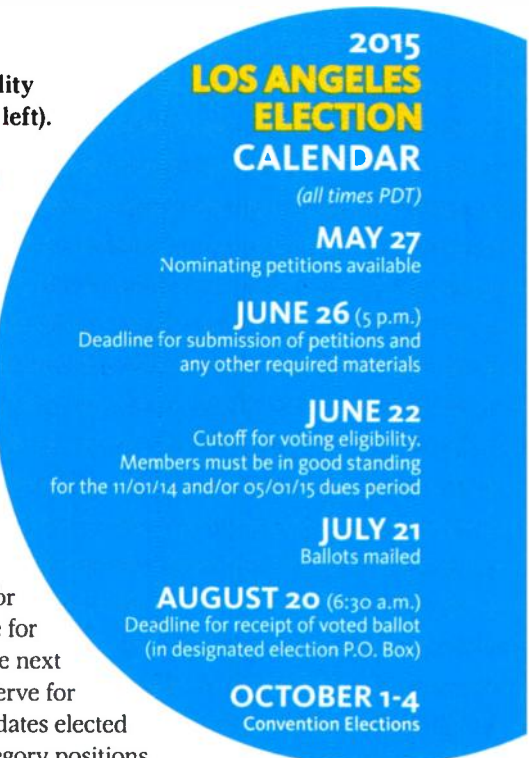 lity
left).
2015
LOS ANGELES
ELECTION
CALENDAR
(all times PDT)
MAY 27
Nominating petitions available
JUNE 26 (5 p.m.)
Deadline for submission of petitions and
any other required materials
JUNE 22
Cutoff for voting eligibility.
Members must be in good standing
for the 11/01/14 and/or 05/01/15 dues period
JULY 21
Ballots mailed
AUGUST 20 (6:30 a.m.)
Deadline for receipt of voted ballot
(in designated election P.O. Box)
OCTOBER 1-4
Convention Elections
or
for
e next
erve for
dates elected
egory positions